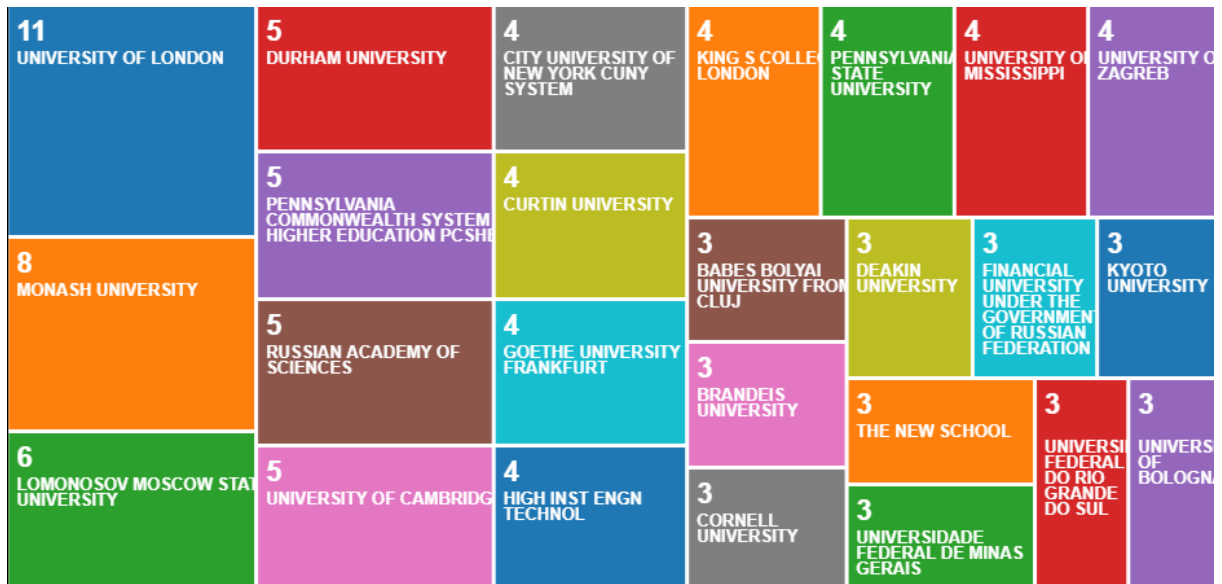 11
UNIVERSITY OF LONDON
8
MONASH UNIVERSITY
6
LOMONOSOV MOSCOW STAT
UNIVERSITY
5
DURHAM UNIVERSITY
5
PENNSYLVANIA
COMMONWEALTH SYSTEM
HIGHER EDUCATION PCSHE
5
RUSSIAN ACADEMY OF
SCIENCES
5
UNIVERSITY OF CAMBRIDG
4
CITY UNIVERSITY OF
NEW YORK CUNY
SYSTEM
4
CURTIN UNIVERSITY
4
GOETHE UNIVERSITY
FRANKFURT
4
HIGH INST ENGN
TECHNOL
4
KING S COLLE
LONDON
4
PENNSYLVANIA
STATE
UNIVERSITY
4
UNIVERSITY OF
MISSISSIPPI
4
UNIVERSITY O
ZAGREB
3
BABES BOLYAI
UNIVERSITY FROM
CLUJ
3
BRANDEIS
UNIVERSITY
3
CORNELL
UNIVERSITY
3
DEAKIN
UNIVERSITY
3
FINANCIAL
UNIVERSITY
UNDER THE
GOVERNMENT
OF RUSSIAN
FEDERATION
3
KYOTO
UNIVERSITY
3
THE NEW SCHOOL
3
UNIVERSIDADE
FEDERAL DE MINAS
GERAIS
3
UNIVERSI
FEDERAL
DO RIO
GRANDE
DO SUL
3
UNIVERSI
OF
BOLOGNA